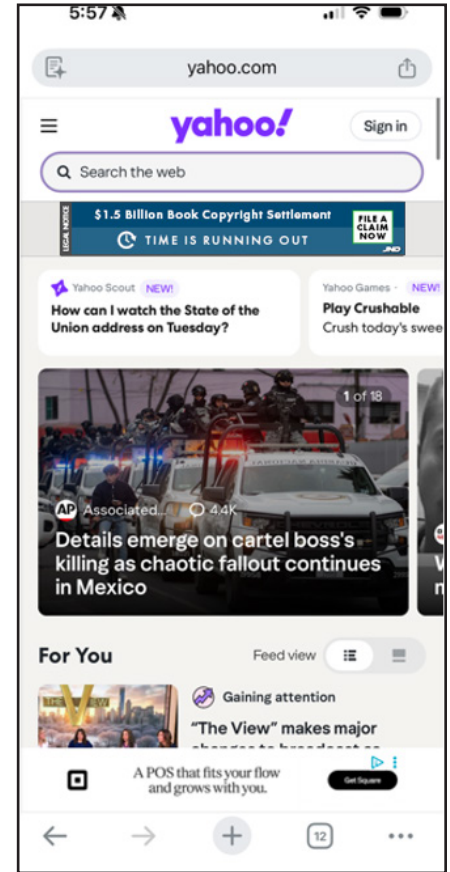 5:57
yahoo.com
yahoo!
Sign in
Search the web
LEGAL NOTICE
$1.5 Billion Book Copyright Settlement
TIME IS RUNNING OUT
FILE A
CLAIM
NOW
JND
Yahoo Scout NEW!
How can I watch the State of the
Union address on Tuesday?
Yahoo Games · NEW!
Play Crushable
Crush today's swee
1 of 18
AP Associated... 4.4K
Details emerge on cartel boss's
killing as chaotic fallout continues
in Mexico
For You
Feed view
Gaining attention
"The View" makes major
A POS that fits your flow
and grows with you.
Get Square
12